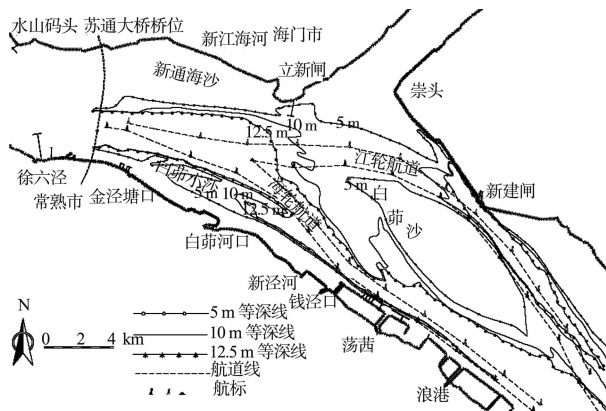 水山码头
苏通大桥桥位
新江海河
海门市
新通海沙
立新闸
崇头
10 m
5 m
12.5 m
江轮航道
徐六泾
常熟市
金泾塘口
白茆小沙
5 m
10 m
12.5 m
海轮航道
5 m
白
茆
沙
新建闸
白茆河口
新泾河
钱泾口
荡茜
浪港
N
0 2 4 km
5 m 等深线
10 m 等深线
12.5 m 等深线
航道线
航标